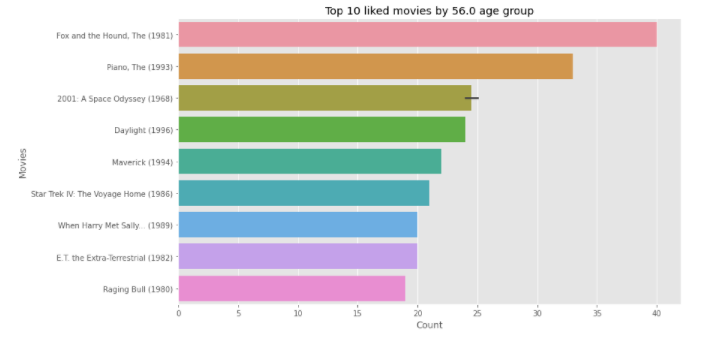 Top 10 liked movies by 56.0 age group
Fox and the Hound, The (1981)
Piano, The (1993)
2001: A Space Odyssey (1968)
Daylight (1996)
Maverick (1994)
Star Trek IV: The Voyage Home (1986)
When Harry Met Sally... (1989)
E.T. the Extra-Terrestrial (1982)
Raging Bull (1980)
Movies
0 5 10 15 20 25 30 35 40
Count